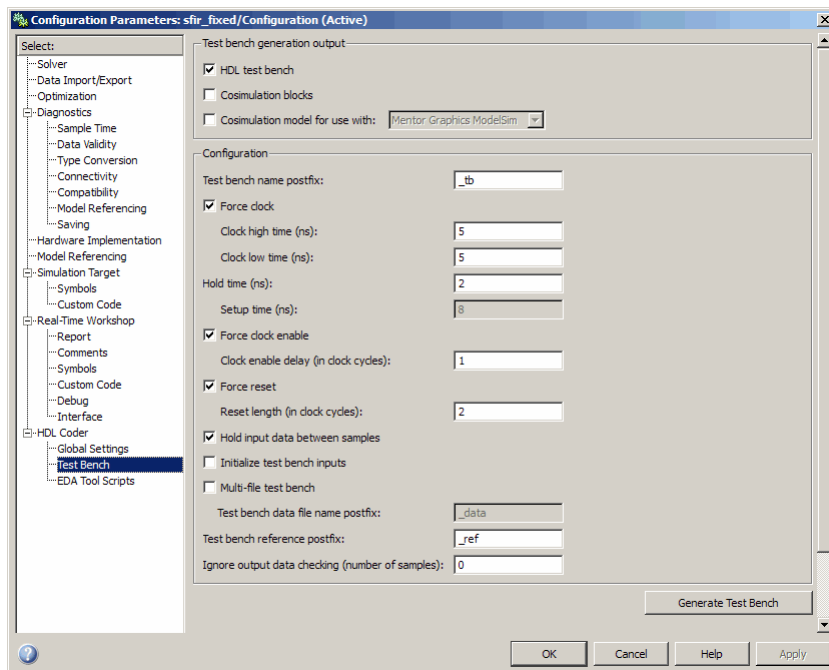 Configuration Parameters: sfir_fixed/Configuration (Active)
Select:
Solver
Data Import/Export
Optimization
Diagnostics
Sample Time
Data Validity
Type Conversion
Connectivity
Compatibility
Model Referencing
Saving
Hardware Implementation
Model Referencing
Simulation Target
Symbols
Custom Code
Real-Time Workshop
Report
Comments
Symbols
Custom Code
Debug
Interface
HDL Coder
Global Settings
Test Bench
EDA Tool Scripts
Test bench generation output
HDL test bench
Cosimulation blocks
Cosimulation model for use with: Mentor Graphics ModelSim
Configuration
Test bench name postfix: _tb
Force clock
Clock high time (ns): 5
Clock low time (ns): 5
Hold time (ns): 2
Setup time (ns): 8
Force clock enable
Clock enable delay (in clock cycles): 1
Force reset
Reset length (in clock cycles): 2
Hold input data between samples
Initialize test bench inputs
Multi-file test bench
Test bench data file name postfix: _data
Test bench reference postfix: _ref
Ignore output data checking (number of samples): 0
Generate Test Bench
OK Cancel Help Apply